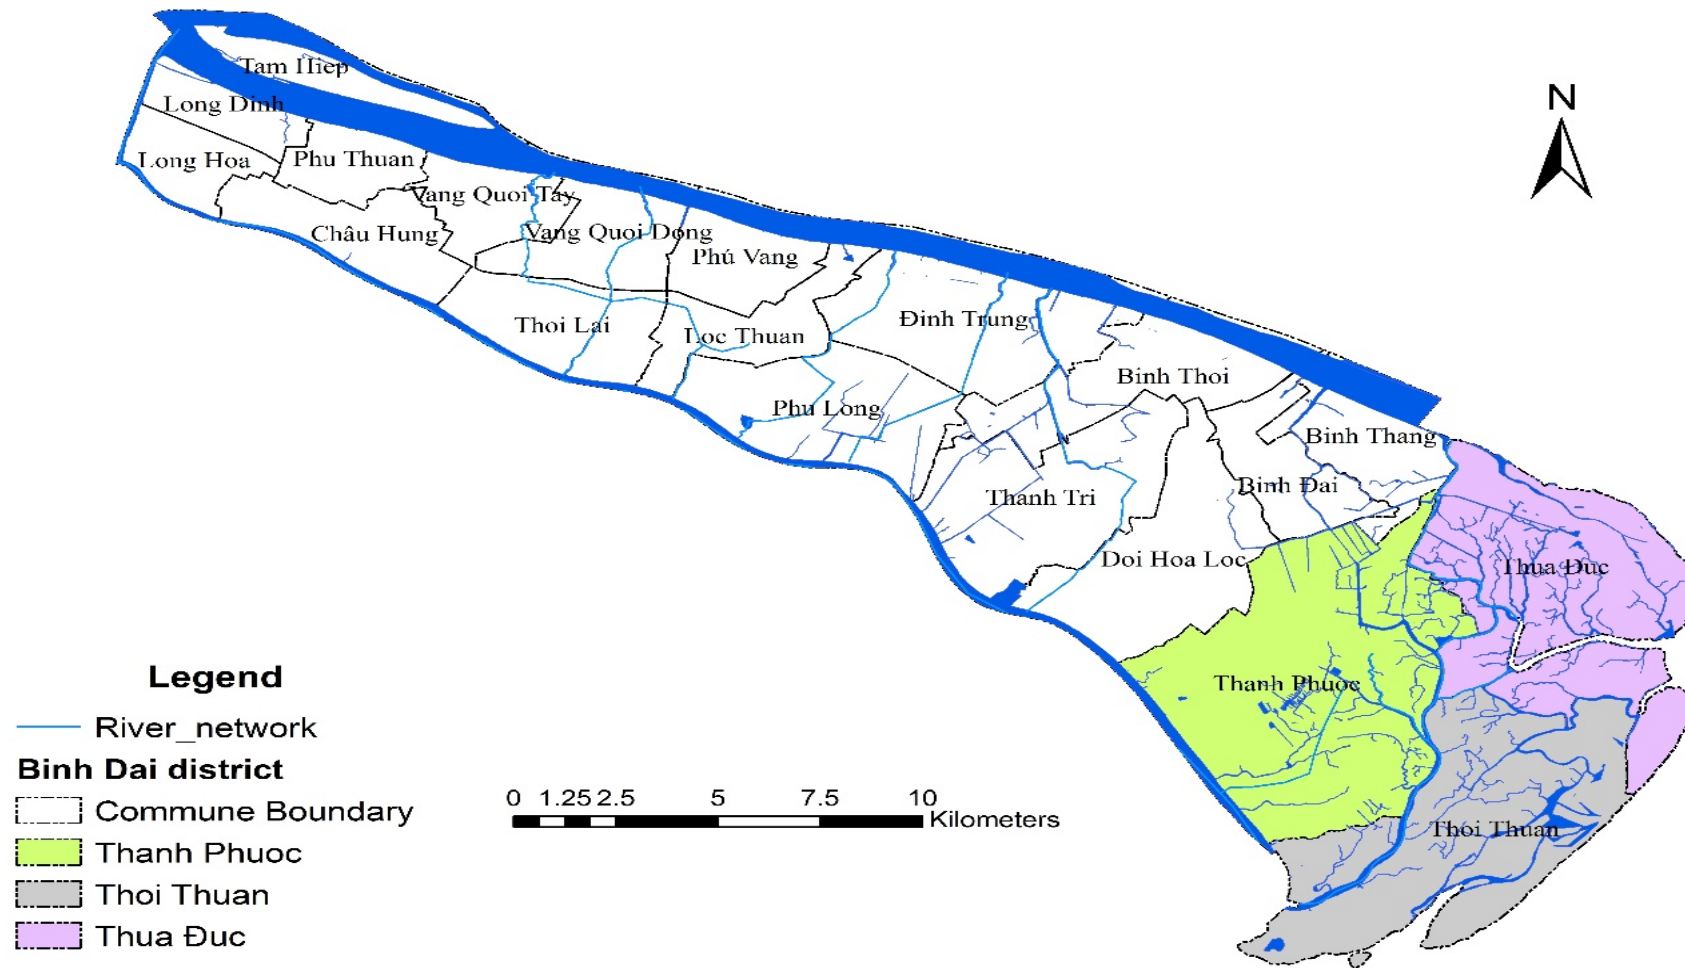 Tam Hiep
N
Long Dinh
Long Hoa
Phu Thuan
Vang Quoi Tay
Châu Hung
Vang Quoi Dong
Phú Vang
Thoi Lai
Loc Thuan
Đinh Trung
Binh Thoi
Phu Long
Binh Thang
Thanh Tri
Binh Đai
Doi Hoa Loc
Thua Đuc
Thanh Phuoc
Thoi Thuan
Legend
River_network
Binh Dai district
Commune Boundary
Thanh Phuoc
Thoi Thuan
Thua Đuc
0 1.25 2.5 5 7.5 10
Kilometers